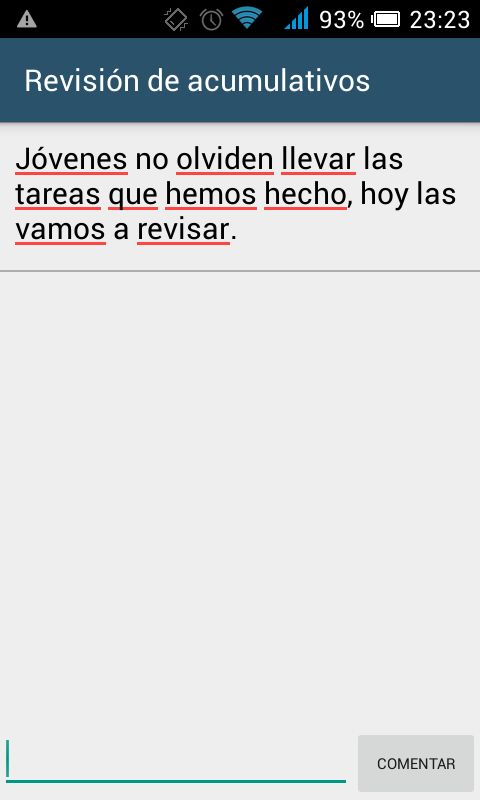 93% 23:23
Revisión de acumulativos
Jóvenes no olviden llevar las
tareas que hemos hecho, hoy las
vamos a revisar.
COMENTAR